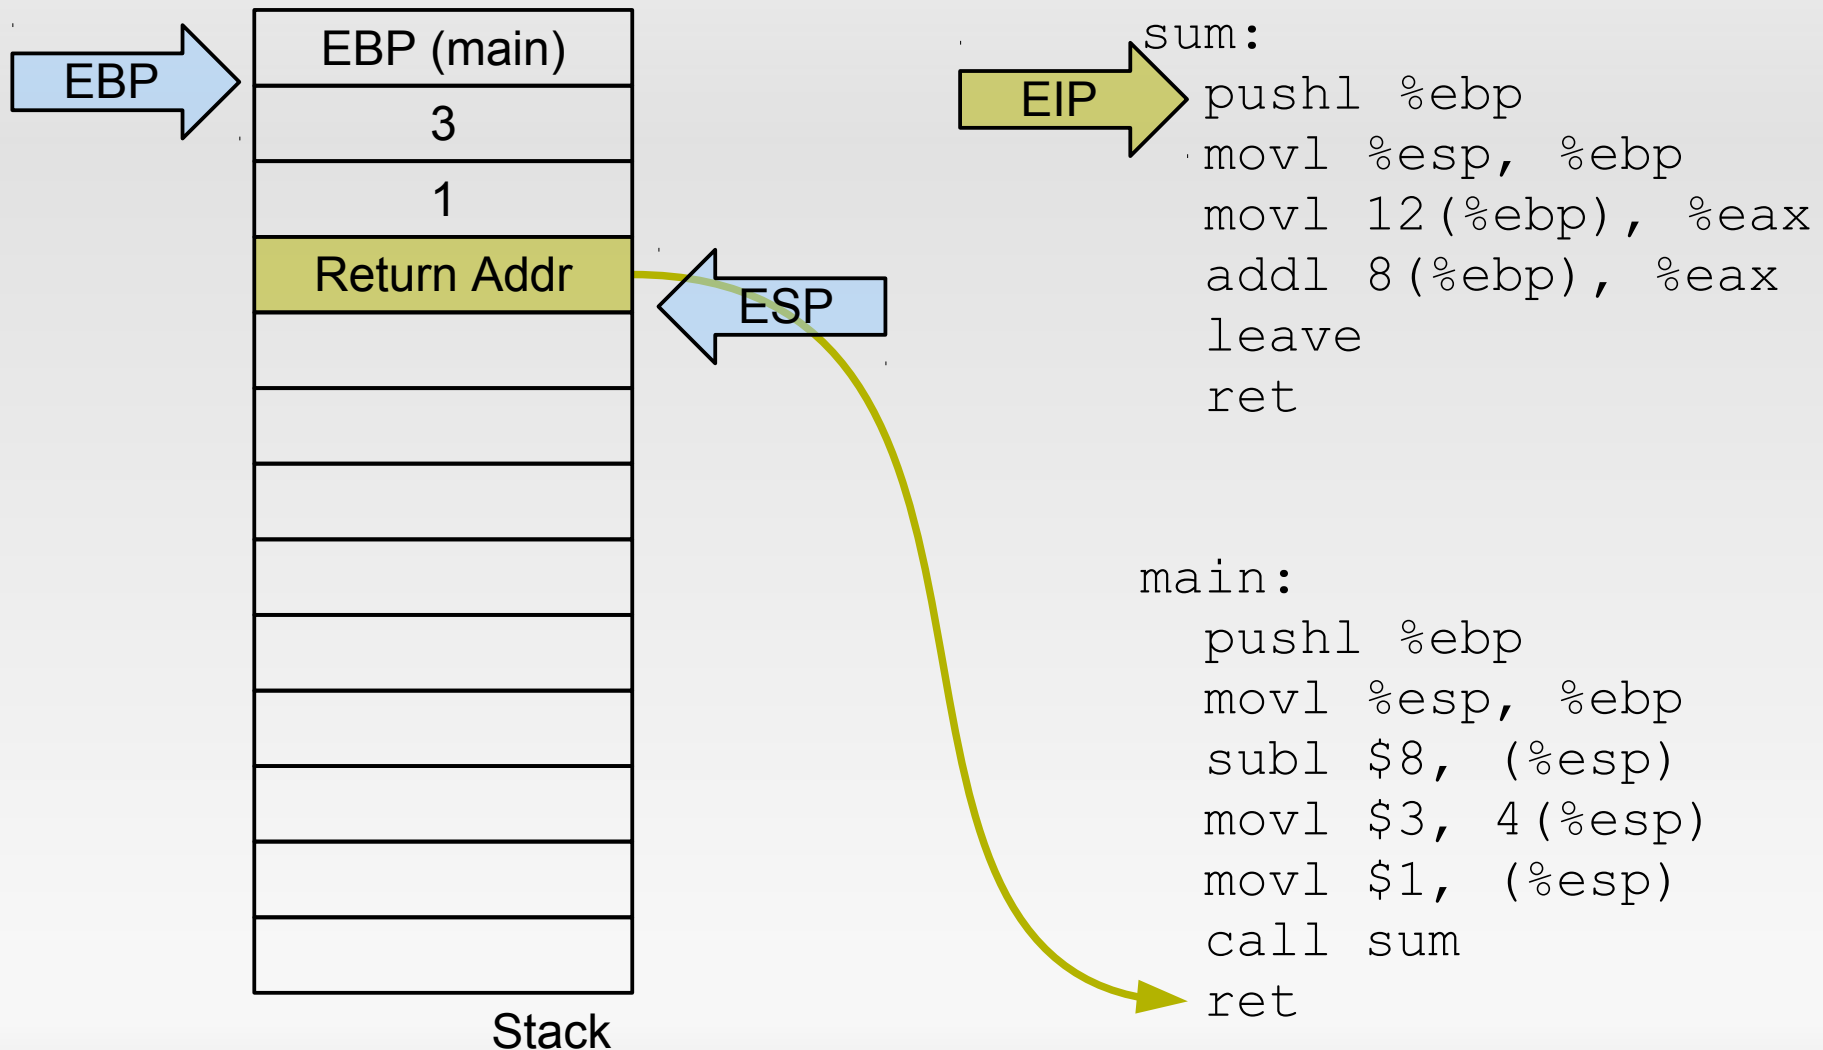 EBP
EBP (main)
3
1
Return Addr
ESP
Stack
EIP
sum:
pushl %ebp
movl %esp, %ebp
movl 12(%ebp), %eax
addl 8(%ebp), %eax
leave
ret
main:
pushl %ebp
movl %esp, %ebp
subl $8, (%esp)
movl $3, 4(%esp)
movl $1, (%esp)
call sum
ret